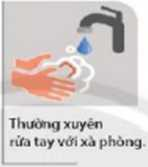 Thường xuyên
rửa tay với xà phòng.